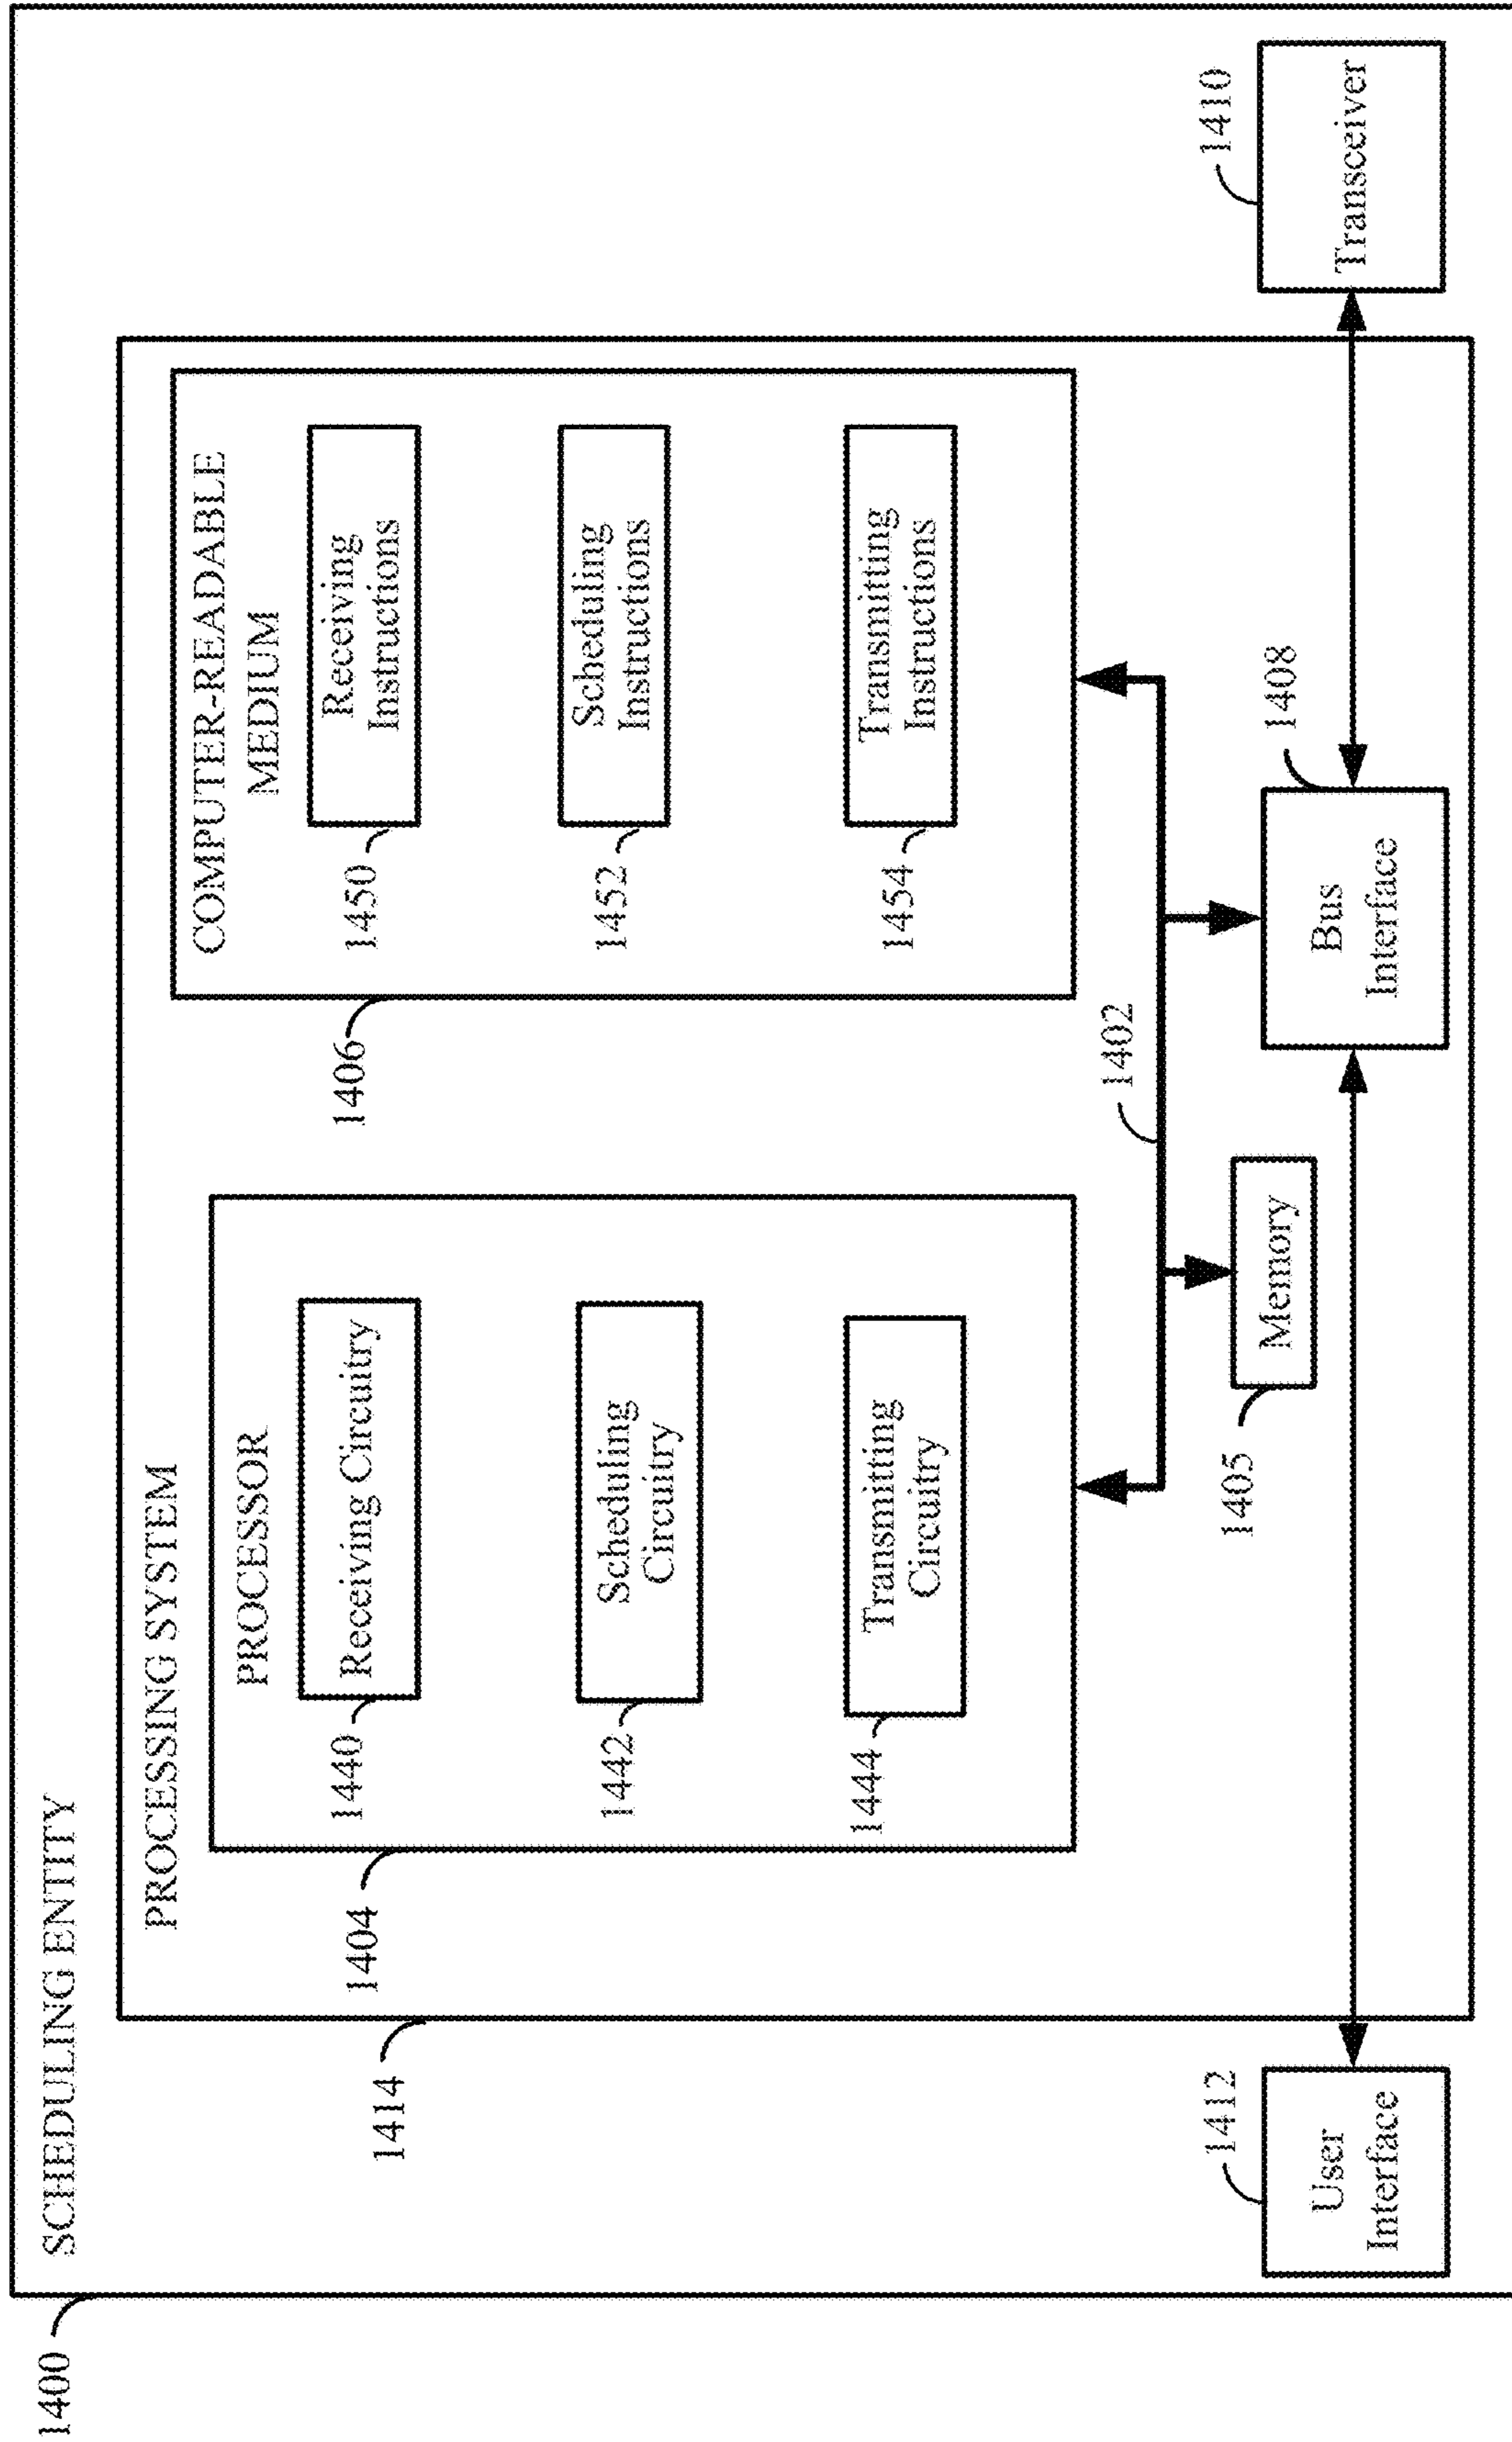 1400
SCHEDULING ENTITY
1414
PROCESSING SYSTEM
1404
PROCESSOR
1440
Receiving Circuitry
1442
Scheduling
Circuitry
1444
Transmitting
Circuitry
1406
COMPUTER-READABLE
MEDIUM
1450
Receiving
Instructions
1452
Scheduling
Instructions
1454
Transmitting
Instructions
1402
1405
Memory
1408
Bus
Interface
1412
User
Interface
1410
Transceiver